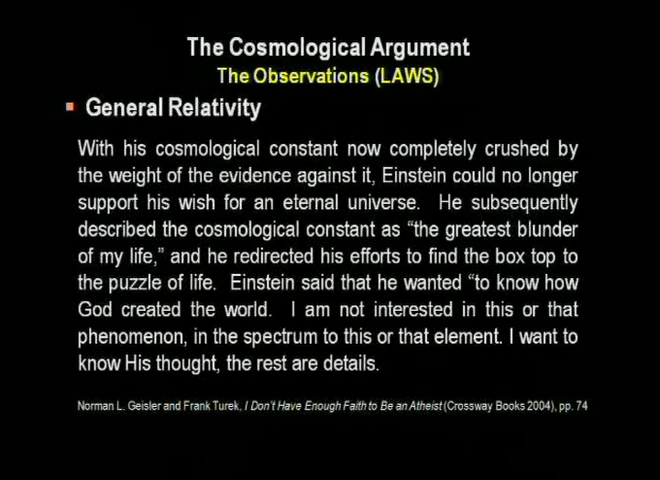 The Cosmological Argument
The Observations (LAWS)
General Relativity
With his cosmological constant now completely crushed by
the weight of the evidence against it, Einstein could no longer
support his wish for an eternal universe. He subsequently
described the cosmological constant as “the greatest blunder
of my life,” and he redirected his efforts to find the box top to
the puzzle of life. Einstein said that he wanted “to know how
God created the world. I am not interested in this or that
phenomenon, in the spectrum to this or that element. I want to
know His thought, the rest are details.
Norman L. Geisler and Frank Turek, I Don't Have Enough Faith to Be an Atheist (Crossway Books 2004), pp. 74